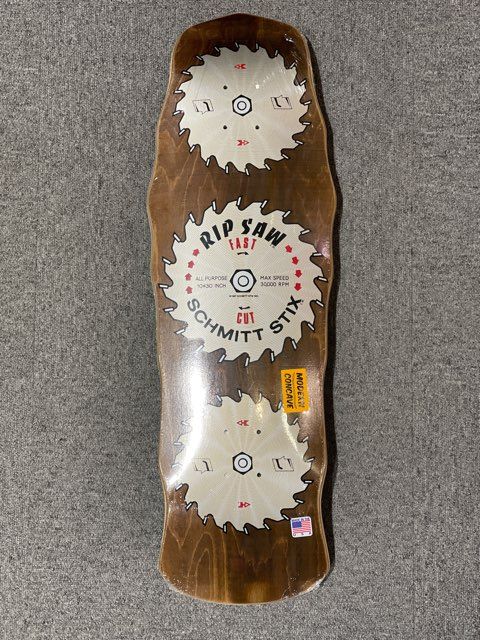 RIP SAW
FAST
ALL PURPOSE
10X30 INCH
MAX SPEED
30,000 RPM
CUT
SCHMITT STIX
MODERN
CONCAVE